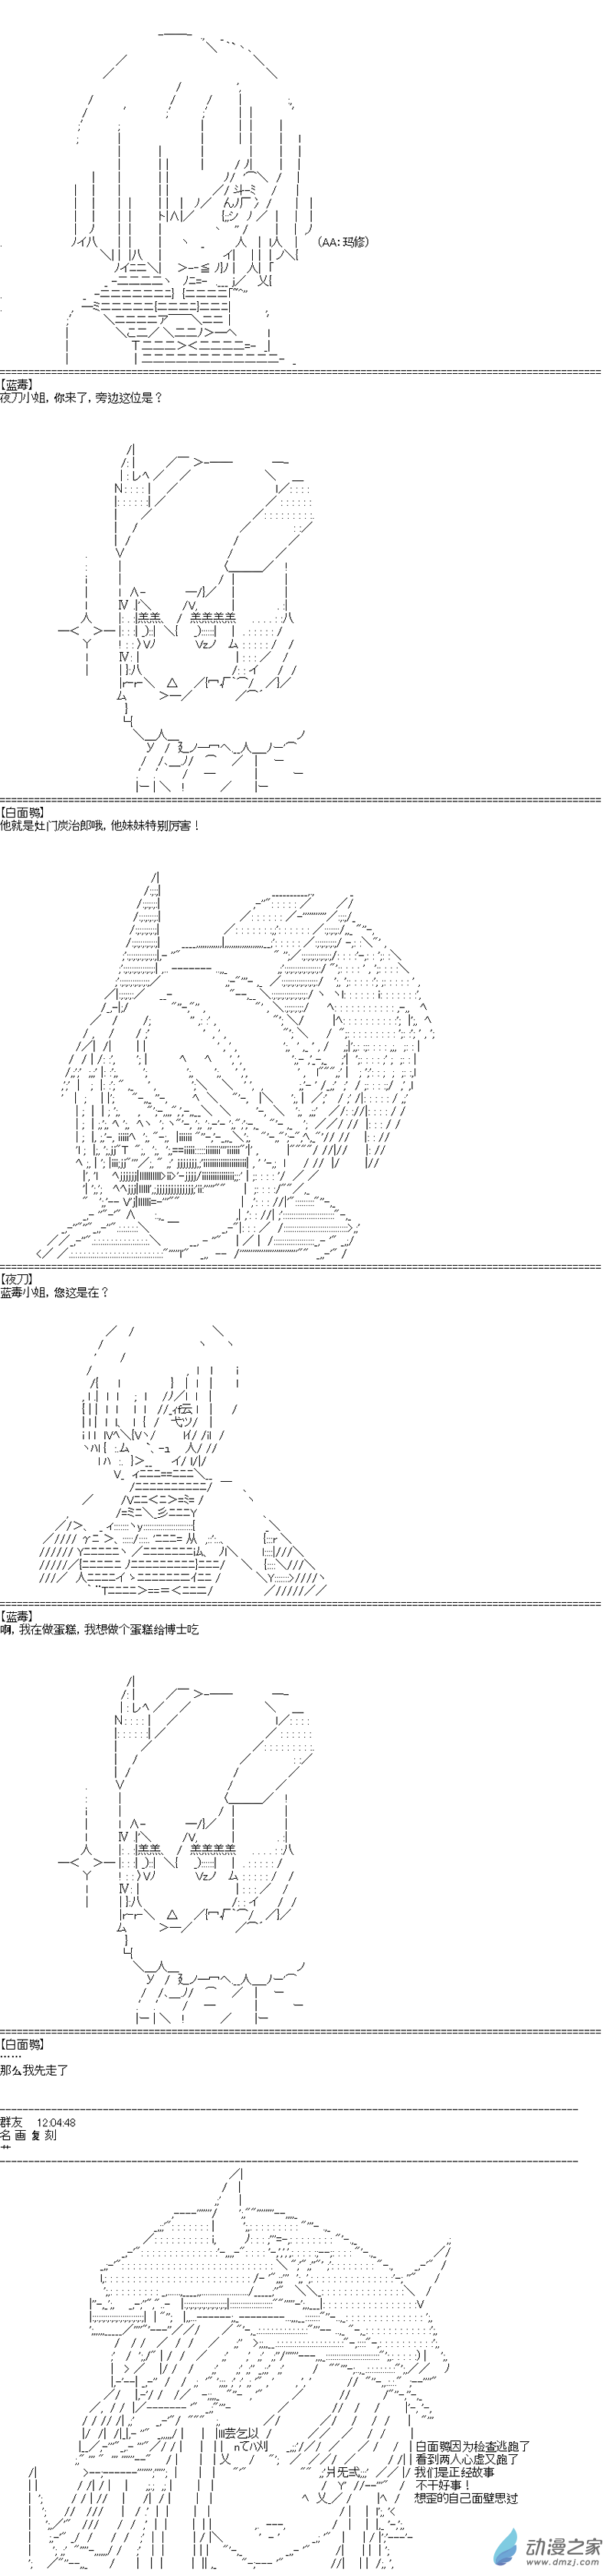 （AA：玛修）
【蓝毒】
夜刀小姐，你来了，旁边这位是？
【白面鸮】
他就是灶门炭治郎哦，他妹妹特别厉害！
【夜刀】
蓝毒小姐，您这是在？
【蓝毒】
啊，我在做蛋糕，我想做个蛋糕给博士吃
【白面鸮】
……
那么我先走了
群友 12:04:48
名 画 复 刻
艹
白面鸮因为检查逃跑了
看到两人心虚又跑了
我们是正经故事
不干好事！
想歪的自己面壁思过
动漫之家
www.dmzj.com